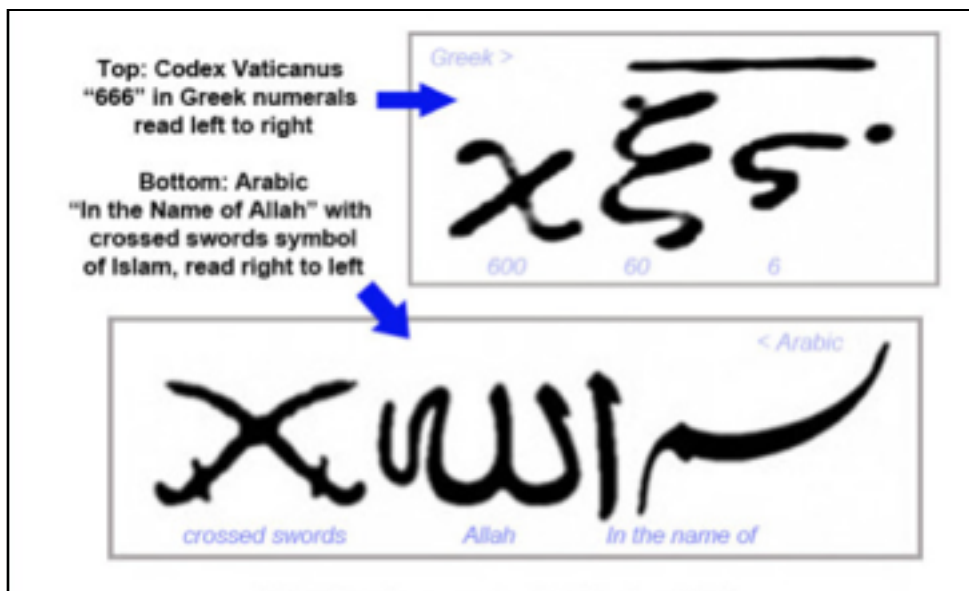 Top: Codex Vaticanus
“666” in Greek numerals
read left to right
Greek >
χξς
600 60 6
Bottom: Arabic
“In the Name of Allah” with
crossed swords symbol
of Islam, read right to left
< Arabic
الله
crossed swords Allah In the name of